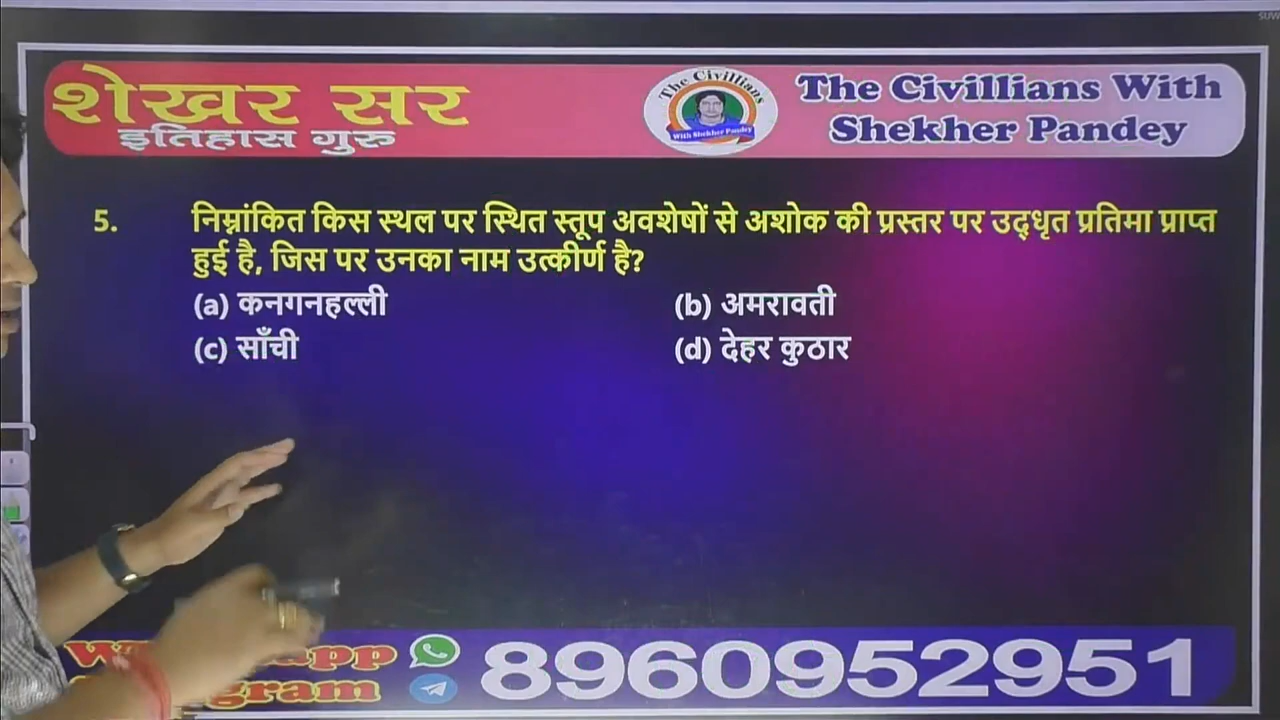 SUW
शेखर सर
इतिहास गुरु
The Civillians
With Shekher Pandey
The Civillians With
Shekher Pandey
5. निम्नांकित किस स्थल पर स्थित स्तूप अवशेषों से अशोक की प्रस्तर पर उद्धृत प्रतिमा प्राप्त
हुई है, जिस पर उनका नाम उत्कीर्ण है?
(a) कनगनहल्ली (b) अमरावती
(c) साँची (d) देहर कुठार
8960952951